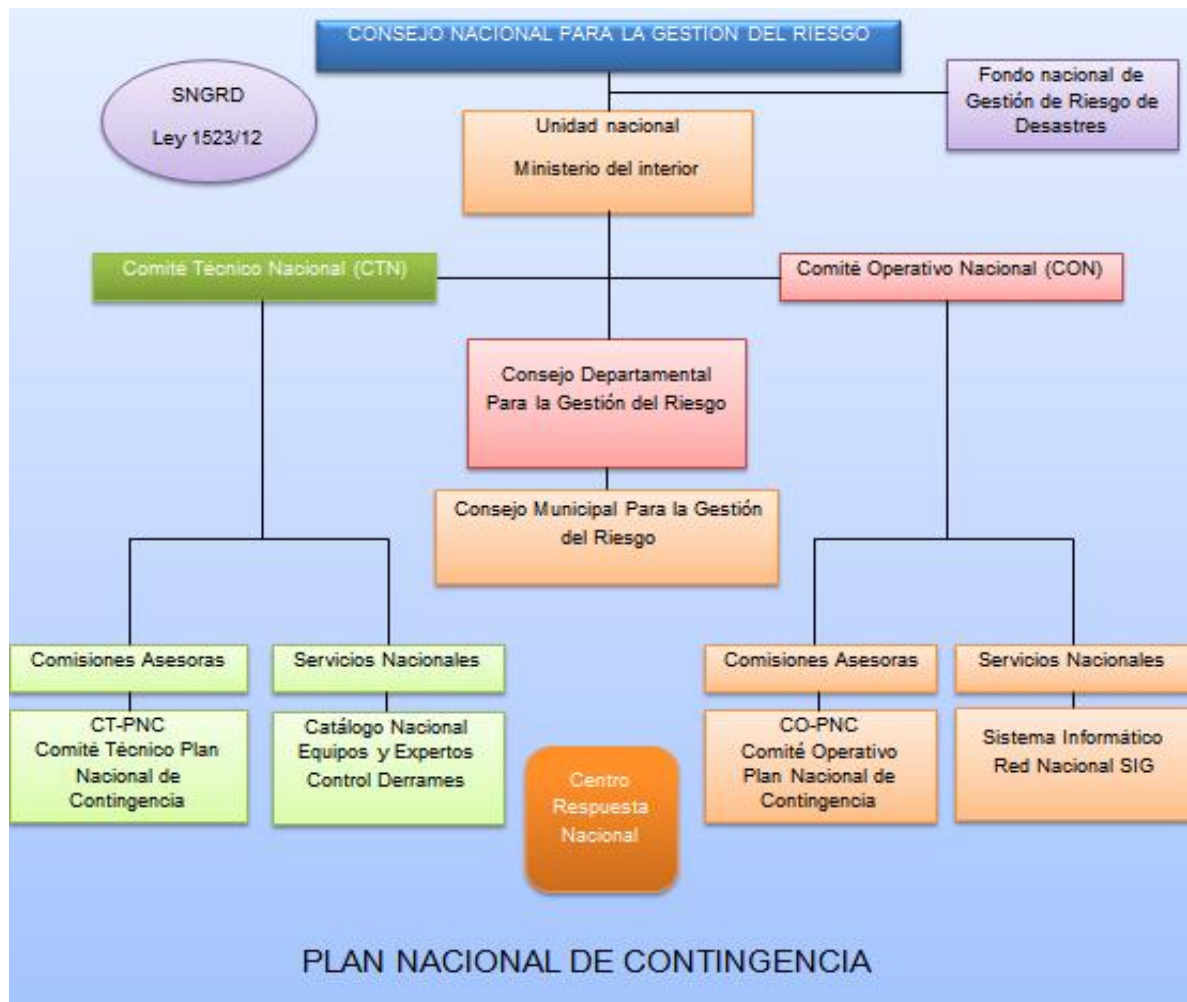 CONSEJO NACIONAL PARA LA GESTION DEL RIESGO
SNGRD
Ley 1523/12
Fondo nacional de
Gestión de Riesgo de
Desastres
Unidad nacional
Ministerio del interior
Comité Técnico Nacional (CTN)
Comité Operativo Nacional (CON)
Consejo Departamental
Para la Gestión del Riesgo
Consejo Municipal Para la Gestión
del Riesgo
Comisiones Asesoras
Servicios Nacionales
Comisiones Asesoras
Servicios Nacionales
CT-PNC
Comité Técnico Plan
Nacional de
Contingencia
Catálogo Nacional
Equipos y Expertos
Control Derrames
CO-PNC
Comité Operativo
Plan Nacional de
Contingencia
Sistema Informático
Red Nacional SIG
Centro
Respuesta
Nacional
PLAN NACIONAL DE CONTINGENCIA